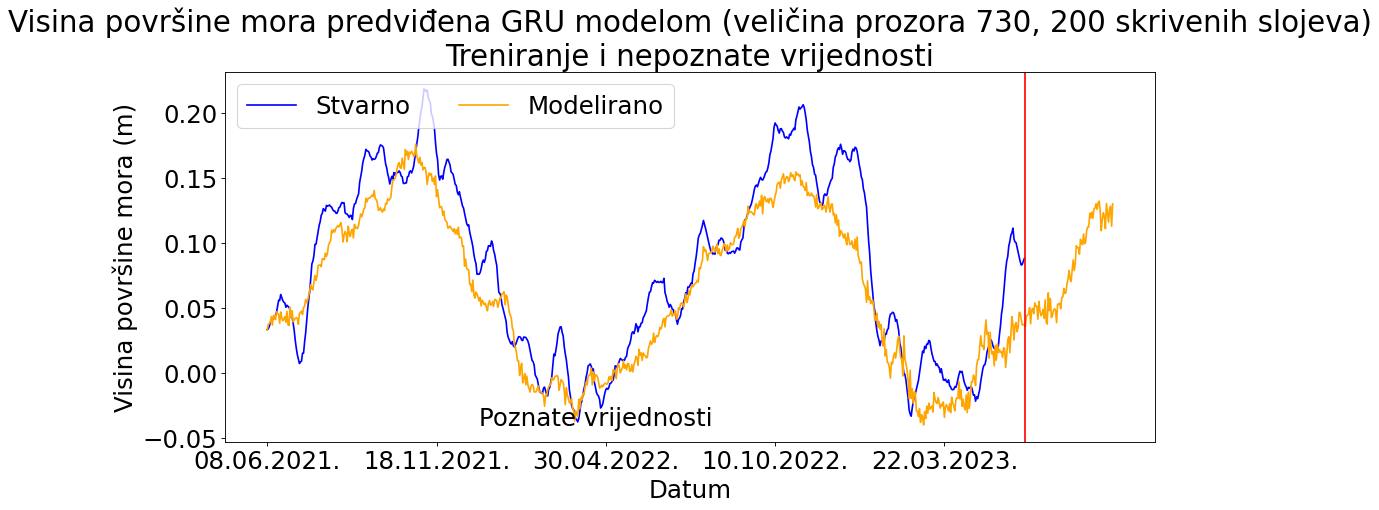 Visina površine mora predviđena GRU modelom (veličina prozora 730, 200 skrivenih slojeva)
Treniranje i nepoznate vrijednosti
Stvarno
Modelirano
Visina površine mora (m)
0.20
0.15
0.10
0.05
0.00
−0.05
Poznate vrijednosti
08.06.2021.
18.11.2021.
30.04.2022.
10.10.2022.
22.03.2023.
Datum